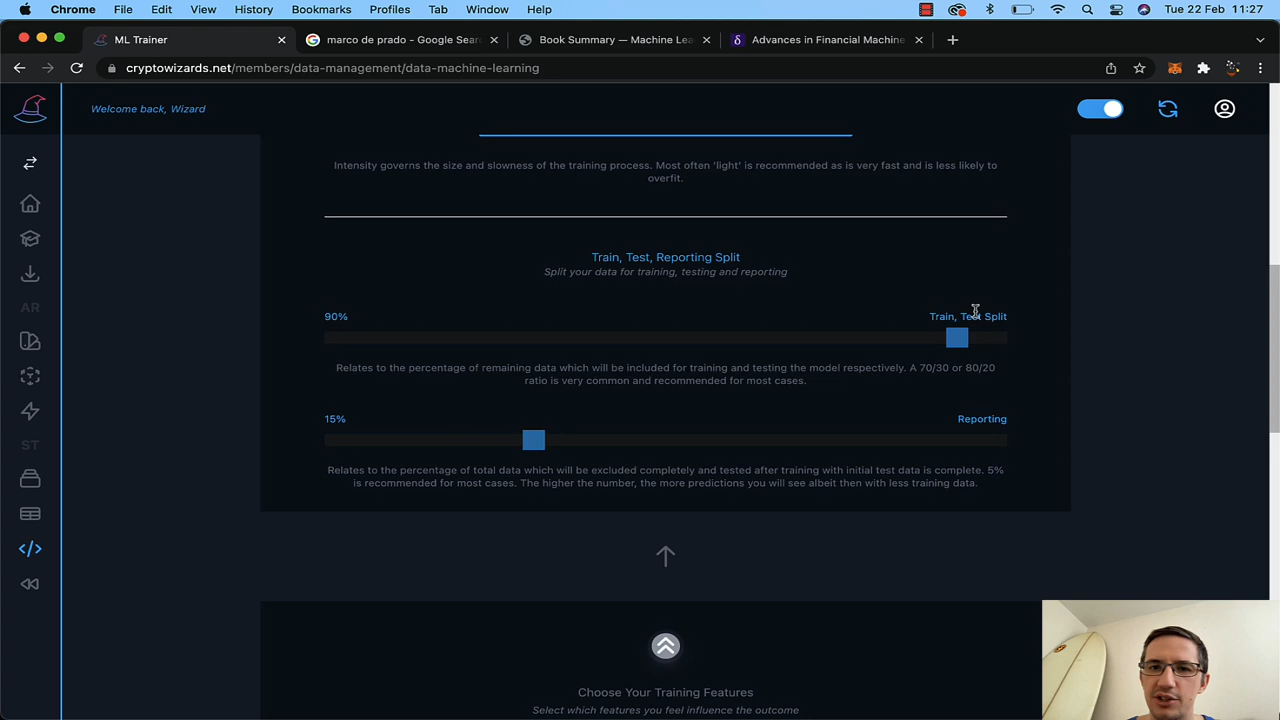 Chrome File Edit View History Bookmarks Profiles Tab Window Help Tue 22 Feb 11:27
ML Trainer marco de prado - Google Sear Book Summary — Machine Lea Advances in Financial Machine
cryptowizards.net/members/data-management/data-machine-learning
Welcome back, Wizard
Intensity governs the size and slowness of the training process. Most often 'light' is recommended as is very fast and is less likely to
overfit.
Train, Test, Reporting Split
Split your data for training, testing and reporting
90% Train, Test Split
Relates to the percentage of remaining data which will be included for training and testing the model respectively. A 70/30 or 80/20
ratio is very common and recommended for most cases.
15% Reporting
Relates to the percentage of total data which will be excluded completely and tested after training with initial test data is complete. 5%
is recommended for most cases. The higher the number, the more predictions you will see albeit then with less training data.
AR
ST
Choose Your Training Features
Select which features you feel influence the outcome